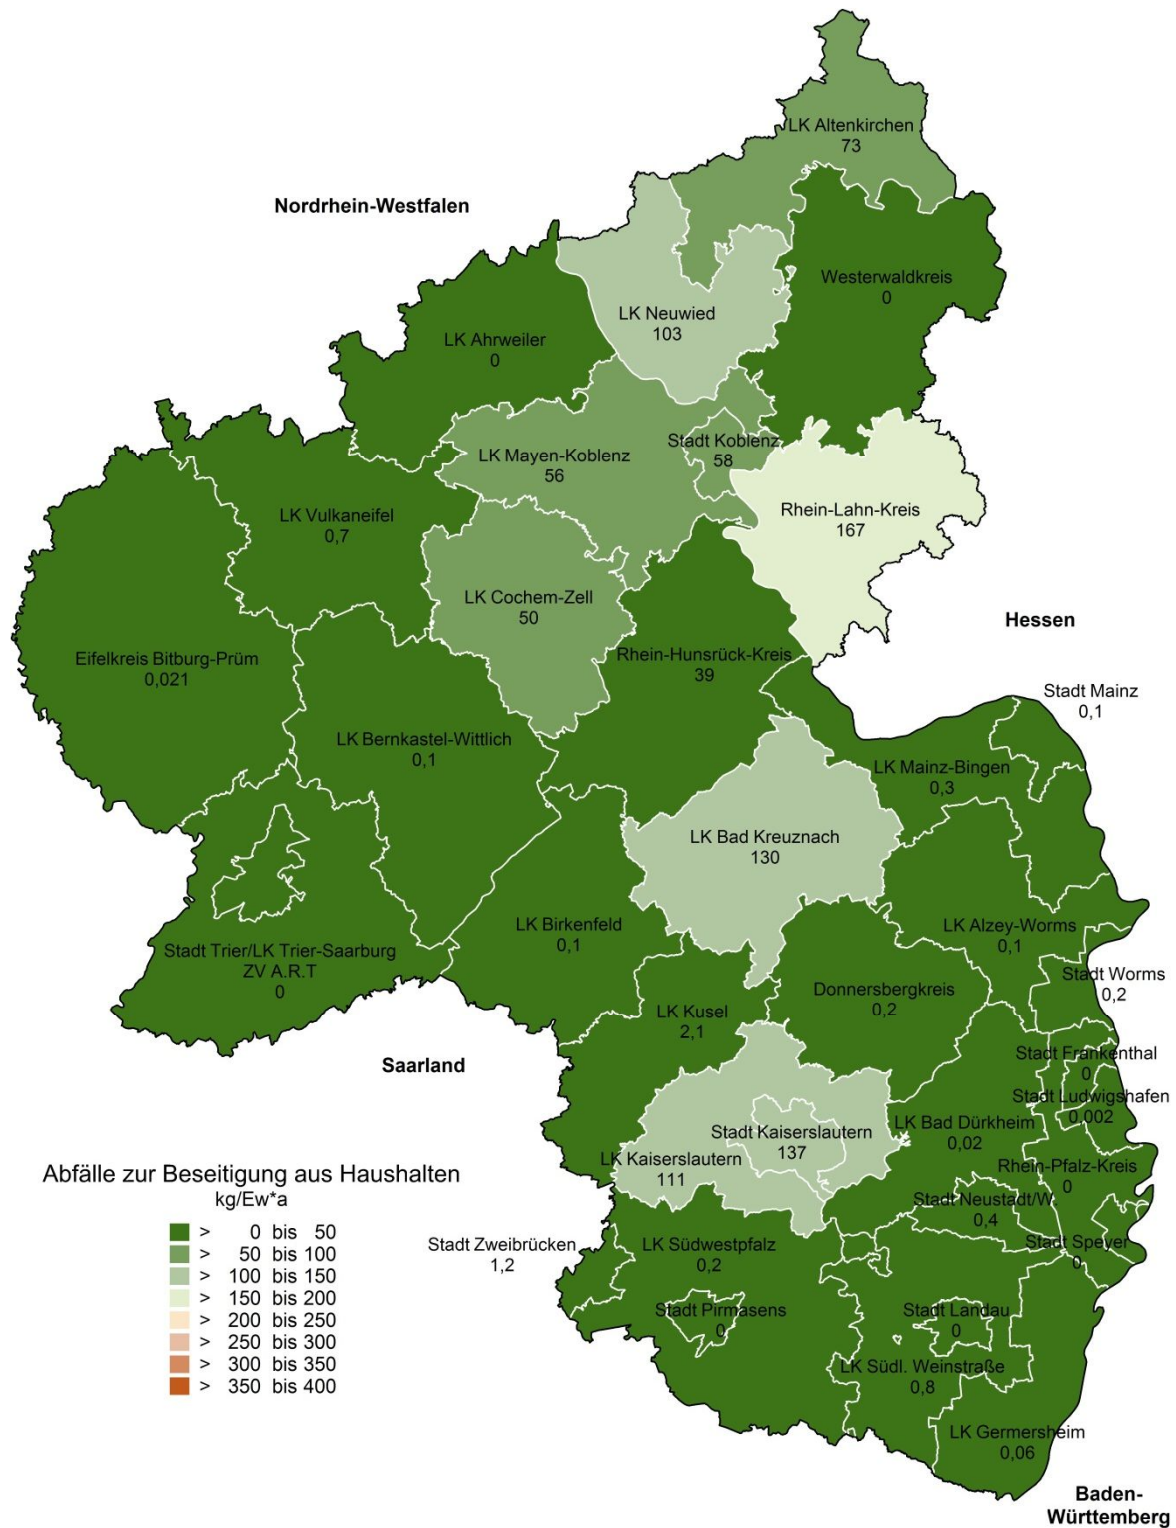 LK Altenkirchen
73
Nordrhein-Westfalen
Westerwaldkreis
0
LK Neuwied
103
LK Ahrweiler
0
Stadt Koblenz
58
LK Mayen-Koblenz
56
Rhein-Lahn-Kreis
167
LK Vulkaneifel
0,7
LK Cochem-Zell
50
Hessen
Eifelkreis Bitburg-Prüm
0,021
Rhein-Hunsrück-Kreis
39
Stadt Mainz
0,1
LK Bernkastel-Wittlich
0,1
LK Mainz-Bingen
0,3
LK Bad Kreuznach
130
LK Birkenfeld
0,1
LK Alzey-Worms
0,1
Stadt Trier/LK Trier-Saarburg
ZV A.R.T
0
Stadt Worms
0,2
Donnersbergkreis
0,2
LK Kusel
2,1
Saarland
Stadt Frankenthal
0
Stadt Ludwigshafen
0,002
LK Bad Dürkheim
0,02
Stadt Kaiserslautern
137
LK Kaiserslautern
111
Rhein-Pfalz-Kreis
0
Stadt Neustadt/W.
0,4
Stadt Speyer
0
Stadt Zweibrücken
1,2
LK Südwestpfalz
0,2
Stadt Pirmasens
0
Stadt Landau
0
LK Südl. Weinstraße
0,8
LK Germersheim
0,06
Baden-
Württemberg
Abfälle zur Beseitigung aus Haushalten
kg/Ew*a
> 0 bis 50
> 50 bis 100
> 100 bis 150
> 150 bis 200
> 200 bis 250
> 250 bis 300
> 300 bis 350
> 350 bis 400